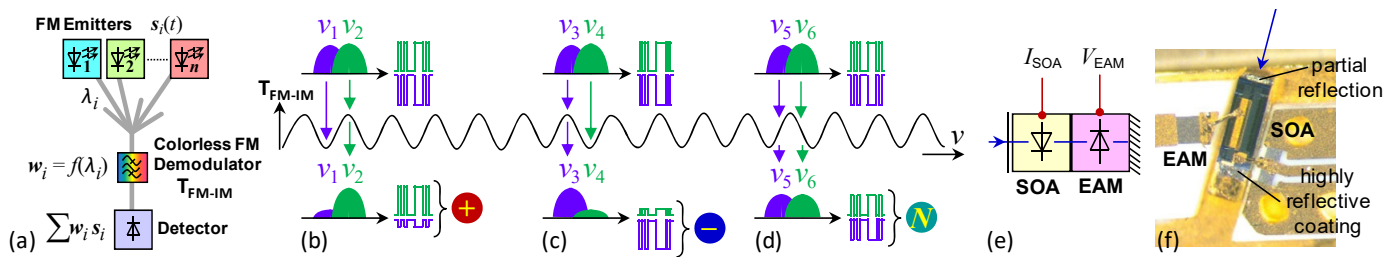 FM Emitters s_i(t)
1 2 n
λ_i
Colorless FM
Demodulator
w_i = f(λ_i)
T_FM-IM
∑ w_i s_i
Detector
(a)
v_1 v_2
T_FM-IM
v_1 v_2
+
(b)
v_3 v_4
v_3 v_4
−
(c)
v_5 v_6
v
v_5 v_6
N
(d)
I_SOA V_EAM
SOA EAM
(e)
partial
reflection
SOA
EAM
highly
reflective
coating
(f)